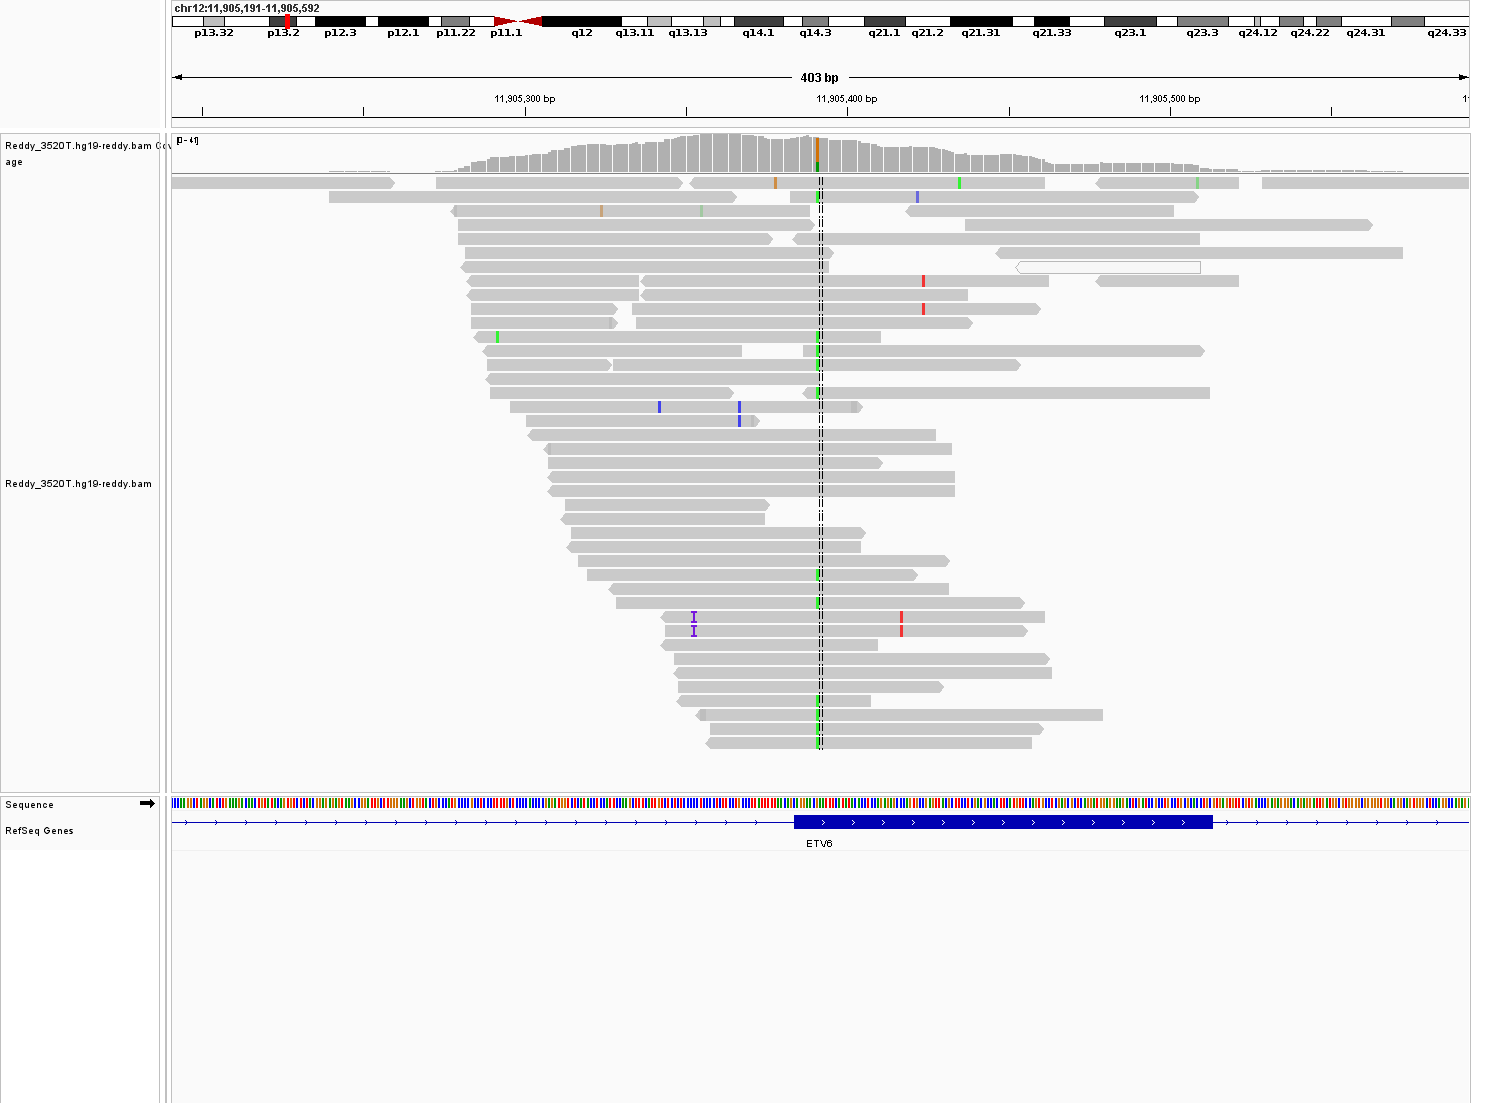 chr12:11,905,191-11,905,592
p13.32 p13.2 p12.3 p12.1 p11.22 p11.1 q12 q13.11 q13.13 q14.1 q14.3 q21.1 q21.2 q21.31 q21.33 q23.1 q23.3 q24.12 q24.22 q24.31 q24.33
403 bp
11,905,300 bp 11,905,400 bp 11,905,500 bp 1
[0 - 41]
Reddy_3520T.hg19-reddy.bam Cov
age
Reddy_3520T.hg19-reddy.bam
Sequence
RefSeq Genes
ETV6